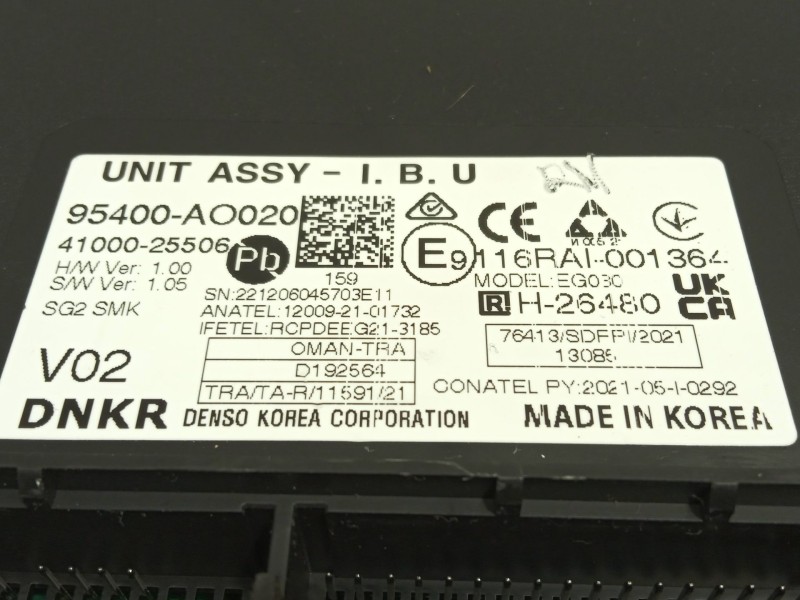 UNIT ASSY - I. B. U
95400-AO020
41000-25506
H/W Ver: 1.00
S/W Ver: 1.05
SG2 SMK
Pb
159
CE
E9 116RAI-001364
MODEL:EG030
R H-26480
UK
CA
SN:221206045703E11
ANATEL:12009-21-01732
IFETEL:RCPDEEG21-3185
OMAN-TRA
D192564
TRA/TA-R/11591/21
76413/SDFPI/2021
13085
CONATEL PY:2021-05-I-0292
V02
DNKR DENSO KOREA CORPORATION
MADE IN KOREA